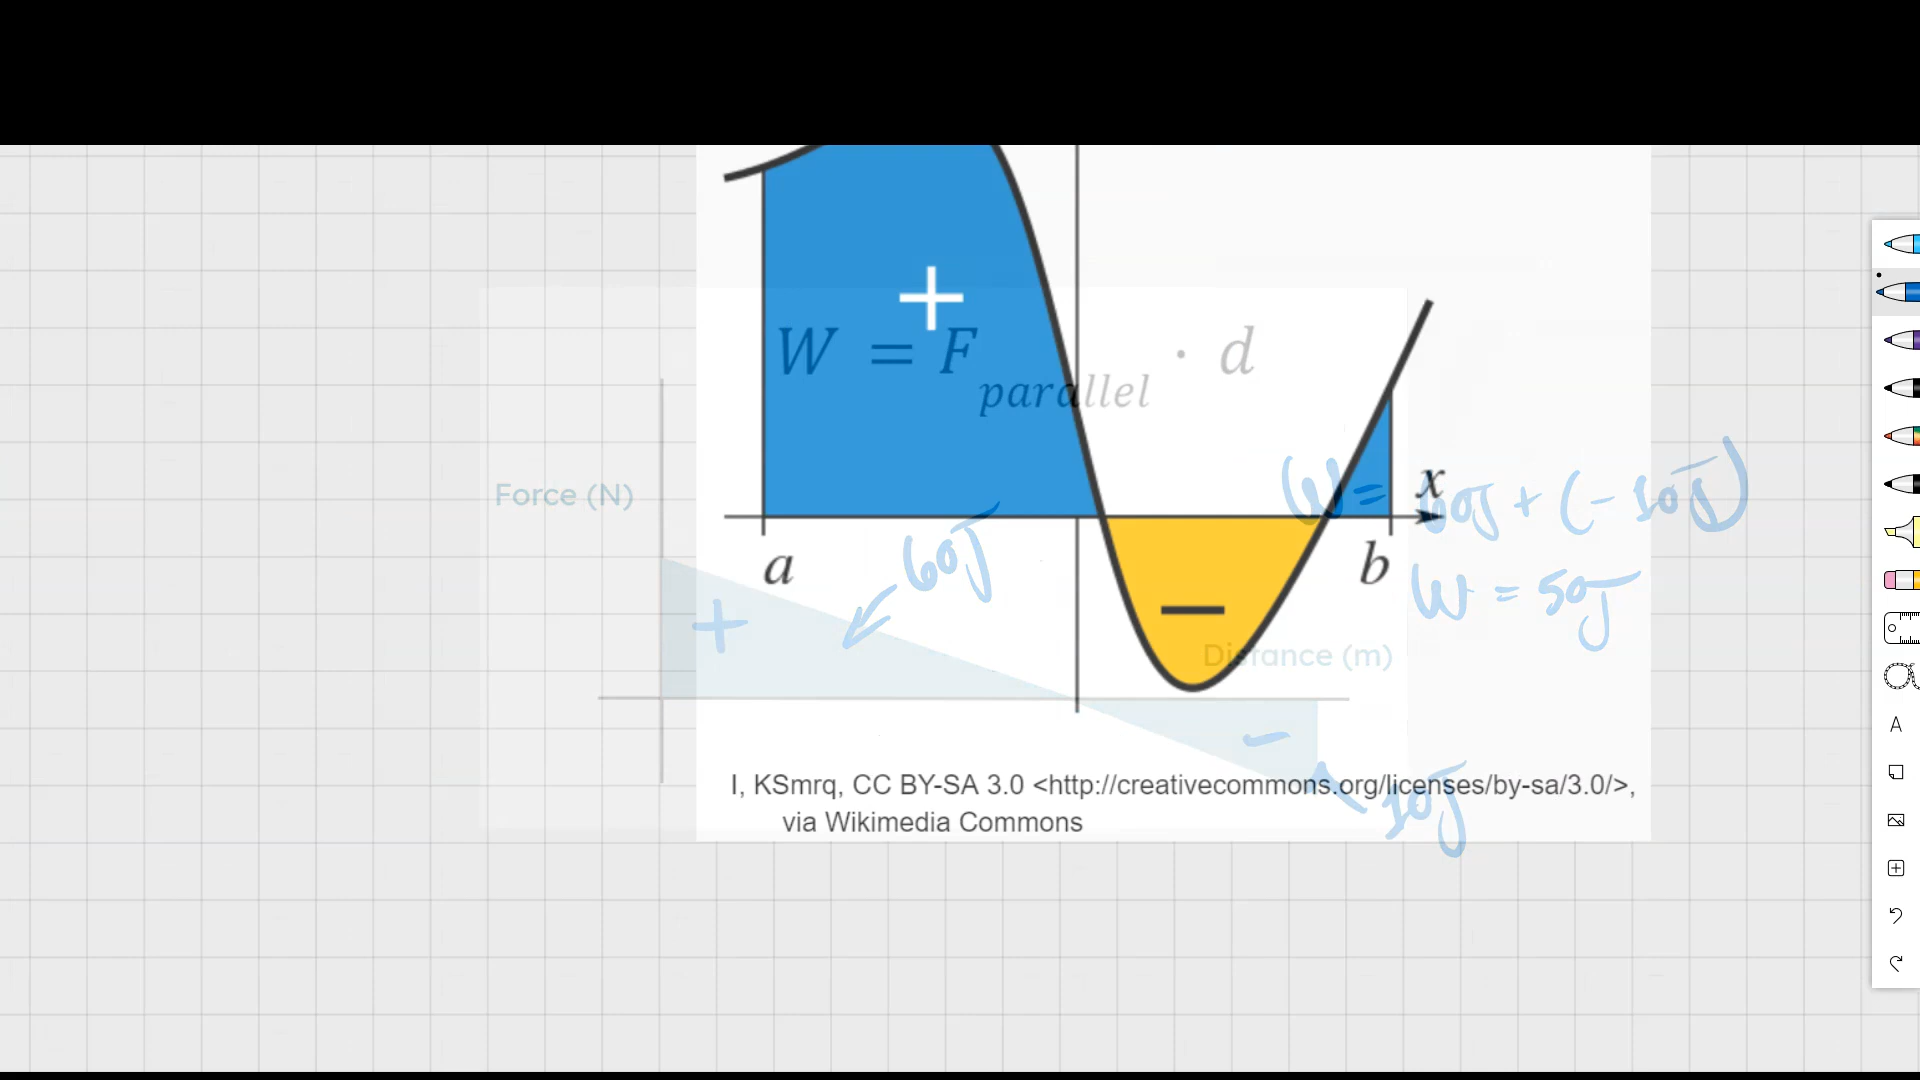 +
W = F parallel · d
Force (N)
x
W = 60J + (-10J)
60J
a
b
W = 50J
+
−
Distance (m)
−
I, KSmrq, CC BY-SA 3.0 <http://creativecommons.org/licenses/by-sa/3.0/>,
via Wikimedia Commons
10J
A